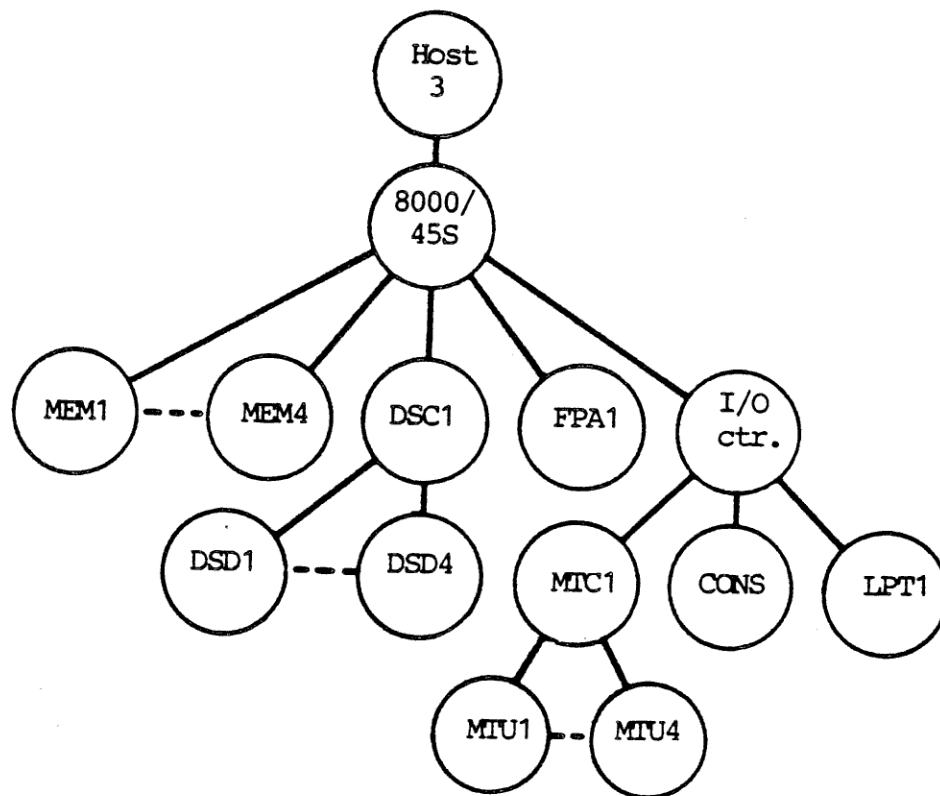 Host
3
8000/
45S
MEM1
MEM4
DSC1
FPA1
I/O
ctr.
DSD1
DSD4
MTC1
CONS
LPT1
MTU1
MTU4